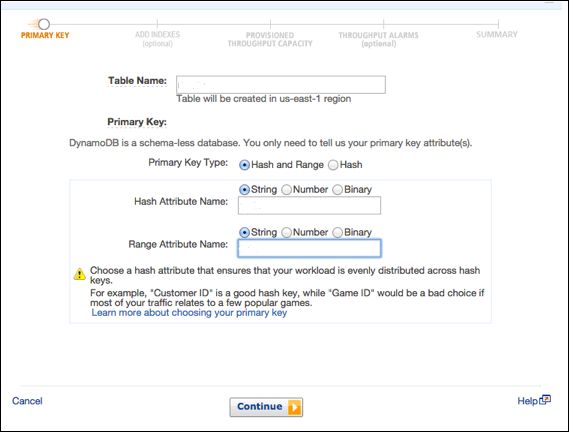 PRIMARY KEY
ADD INDEXES
(optional)
PROVISIONED
THROUGHPUT CAPACITY
THROUGHPUT ALARMS
(optional)
SUMMARY
Table Name:
Table will be created in us-east-1 region
Primary Key:
DynamoDB is a schema-less database. You only need to tell us your primary key attribute(s).
Primary Key Type: Hash and Range Hash
String Number Binary
Hash Attribute Name:
String Number Binary
Range Attribute Name:
Choose a hash attribute that ensures that your workload is evenly distributed across hash
keys.
For example, "Customer ID" is a good hash key, while "Game ID" would be a bad choice if
most of your traffic relates to a few popular games.
Learn more about choosing your primary key
Cancel
Continue
Help